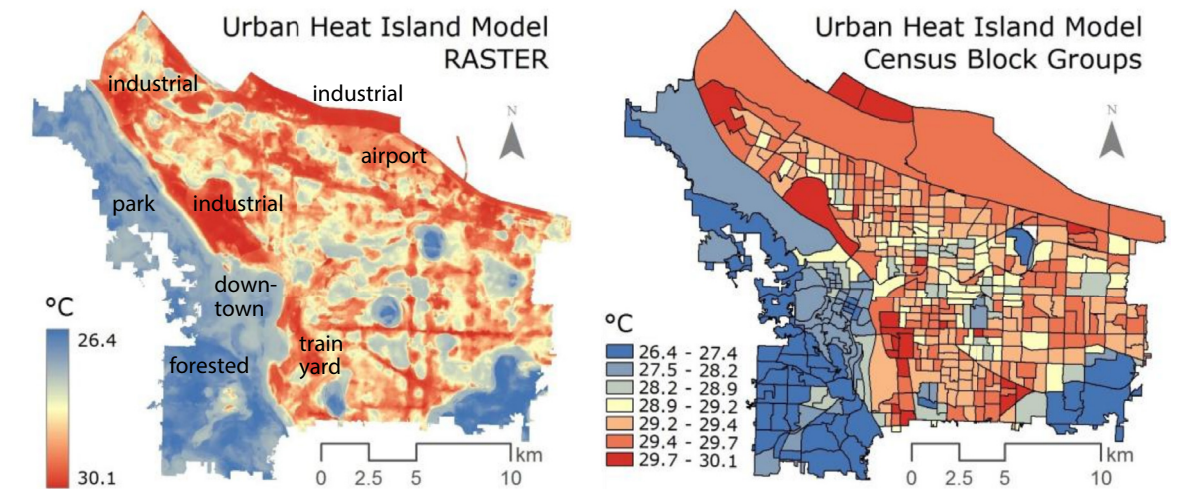 Urban Heat Island Model
RASTER
industrial
industrial
airport
park
industrial
down-
town
train
yard
forested
°C
26.4
30.1
N
km
0 2.5 5 10
Urban Heat Island Model
Census Block Groups
N
°C
26.4 - 27.4
27.5 - 28.2
28.2 - 28.9
28.9 - 29.2
29.2 - 29.4
29.4 - 29.7
29.7 - 30.1
km
0 2.5 5 10